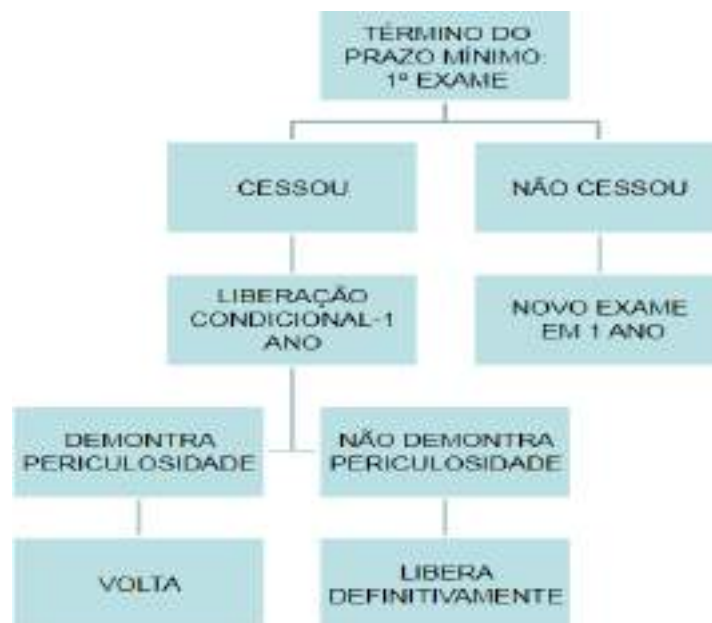 TÉRMINO DO
PRAZO MÍNIMO:
1º EXAME
CESSOU
NÃO CESSOU
LIBERAÇÃO
CONDICIONAL-1
ANO
NOVO EXAME
EM 1 ANO
DEMONTRA
PERICULOSIDADE
NÃO DEMONTRA
PERICULOSIDADE
VOLTA
LIBERA
DEFINITIVAMENTE